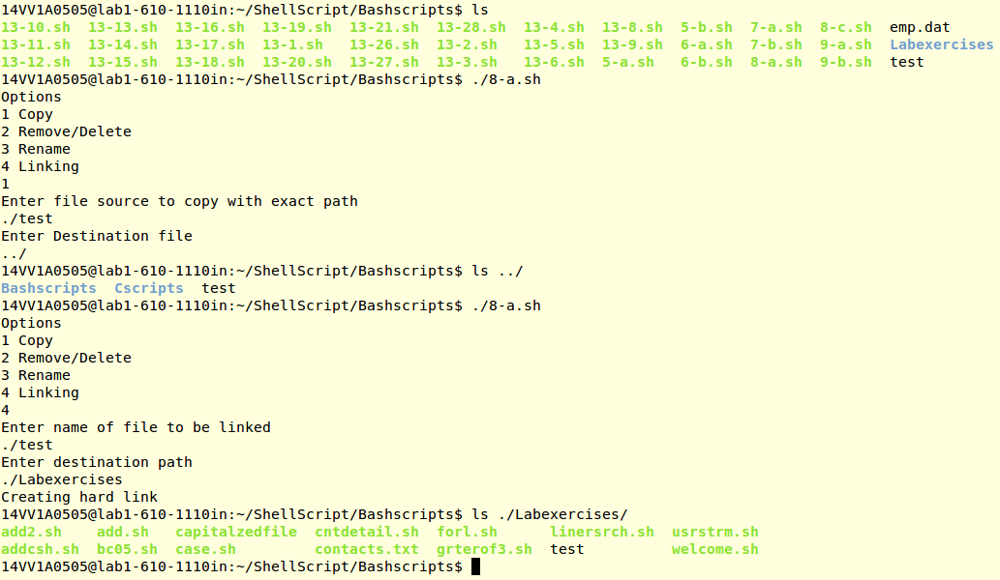 14VV1A0505@lab1-610-1110in:~/ShellScript/Bashscripts$ ls
13-10.sh  13-13.sh  13-16.sh  13-19.sh  13-21.sh  13-28.sh  13-4.sh  13-8.sh  5-b.sh  7-a.sh  8-c.sh  emp.dat
13-11.sh  13-14.sh  13-17.sh  13-1.sh   13-26.sh  13-2.sh   13-5.sh  13-9.sh  6-a.sh  7-b.sh  9-a.sh  Labexercises
13-12.sh  13-15.sh  13-18.sh  13-20.sh  13-27.sh  13-3.sh   13-6.sh  5-a.sh   6-b.sh  8-a.sh  9-b.sh  test
14VV1A0505@lab1-610-1110in:~/ShellScript/Bashscripts$ ./8-a.sh
Options
1 Copy
2 Remove/Delete
3 Rename
4 Linking
1
Enter file source to copy with exact path
./test
Enter Destination file
../
14VV1A0505@lab1-610-1110in:~/ShellScript/Bashscripts$ ls ../
Bashscripts  Cscripts  test
14VV1A0505@lab1-610-1110in:~/ShellScript/Bashscripts$ ./8-a.sh
Options
1 Copy
2 Remove/Delete
3 Rename
4 Linking
4
Enter name of file to be linked
./test
Enter destination path
./Labexercises
Creating hard link
14VV1A0505@lab1-610-1110in:~/ShellScript/Bashscripts$ ls ./Labexercises/
add2.sh    add.sh   capitalzedfile  cntdetail.sh  forl.sh      linersrch.sh  usrstrm.sh
addcsh.sh  bc05.sh  case.sh         contacts.txt  grterof3.sh  test          welcome.sh
14VV1A0505@lab1-610-1110in:~/ShellScript/Bashscripts$